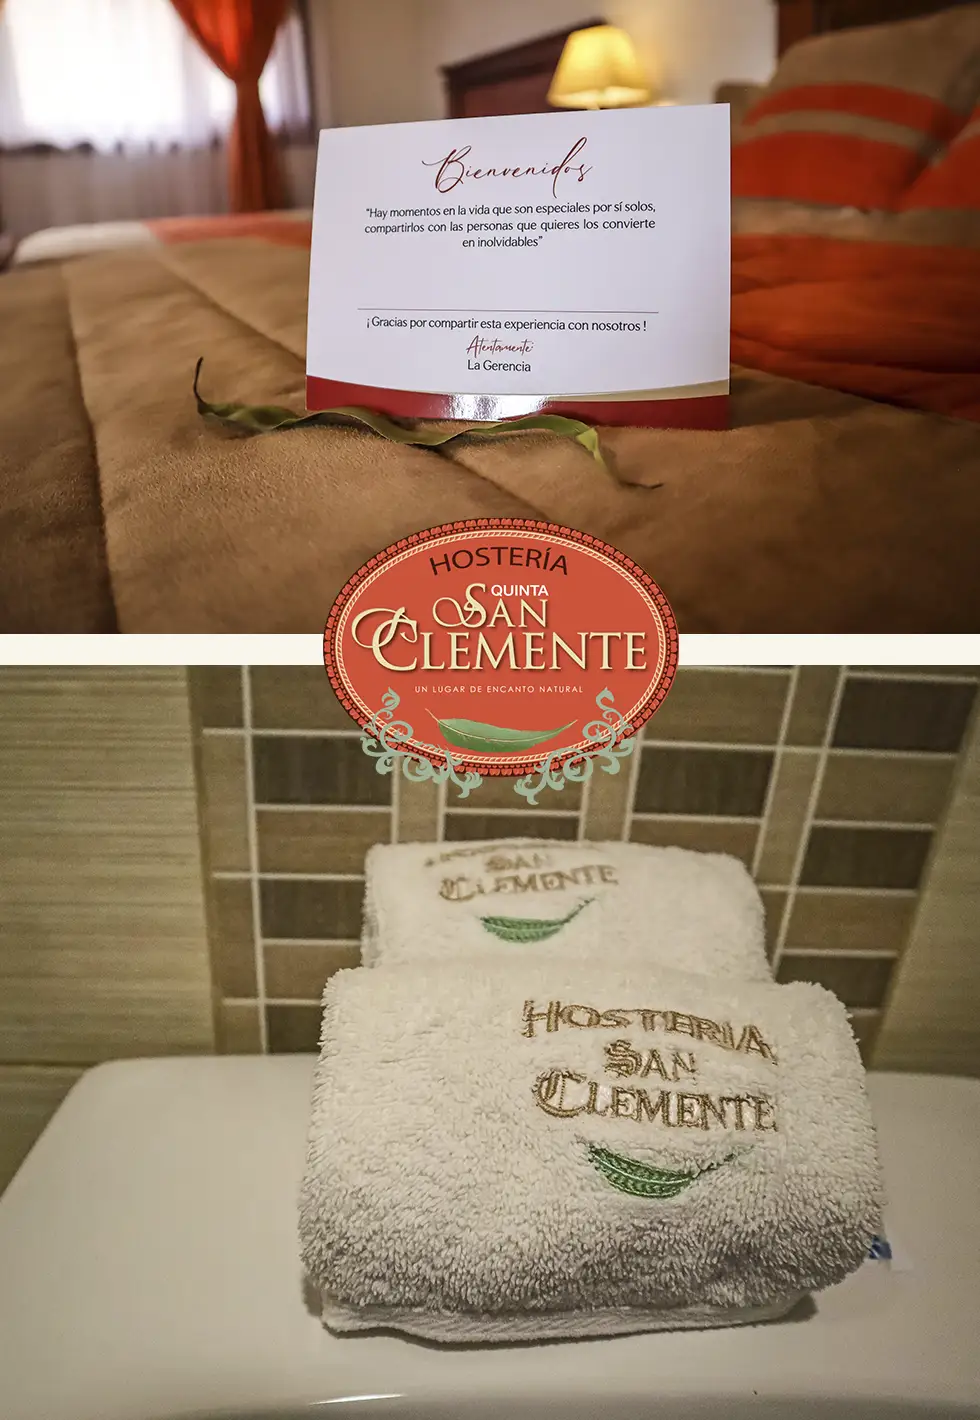 Bienvenidos
“Hay momentos en la vida que son especiales por sí solos,
compartirlos con las personas que quieres los convierte
en inolvidables”
¡ Gracias por compartir esta experiencia con nosotros !
Atentamente
La Gerencia
HOSTERÍA
QUINTA
SAN
CLEMENTE
UN LUGAR DE ENCANTO NATURAL
SAN
CLEMENTE
HOSTERIA
SAN
CLEMENTE